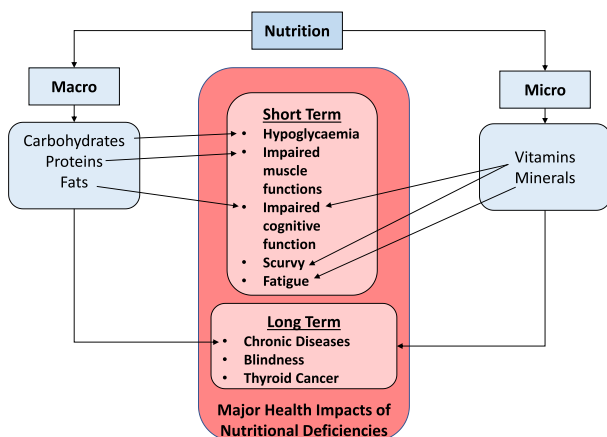 Nutrition
Macro
Micro
Carbohydrates
Proteins
Fats
Short Term
• Hypoglycaemia
• Impaired
muscle
functions
• Impaired
cognitive
function
• Scurvy
• Fatigue
Vitamins
Minerals
Long Term
• Chronic Diseases
• Blindness
• Thyroid Cancer
Major Health Impacts of
Nutritional Deficiencies